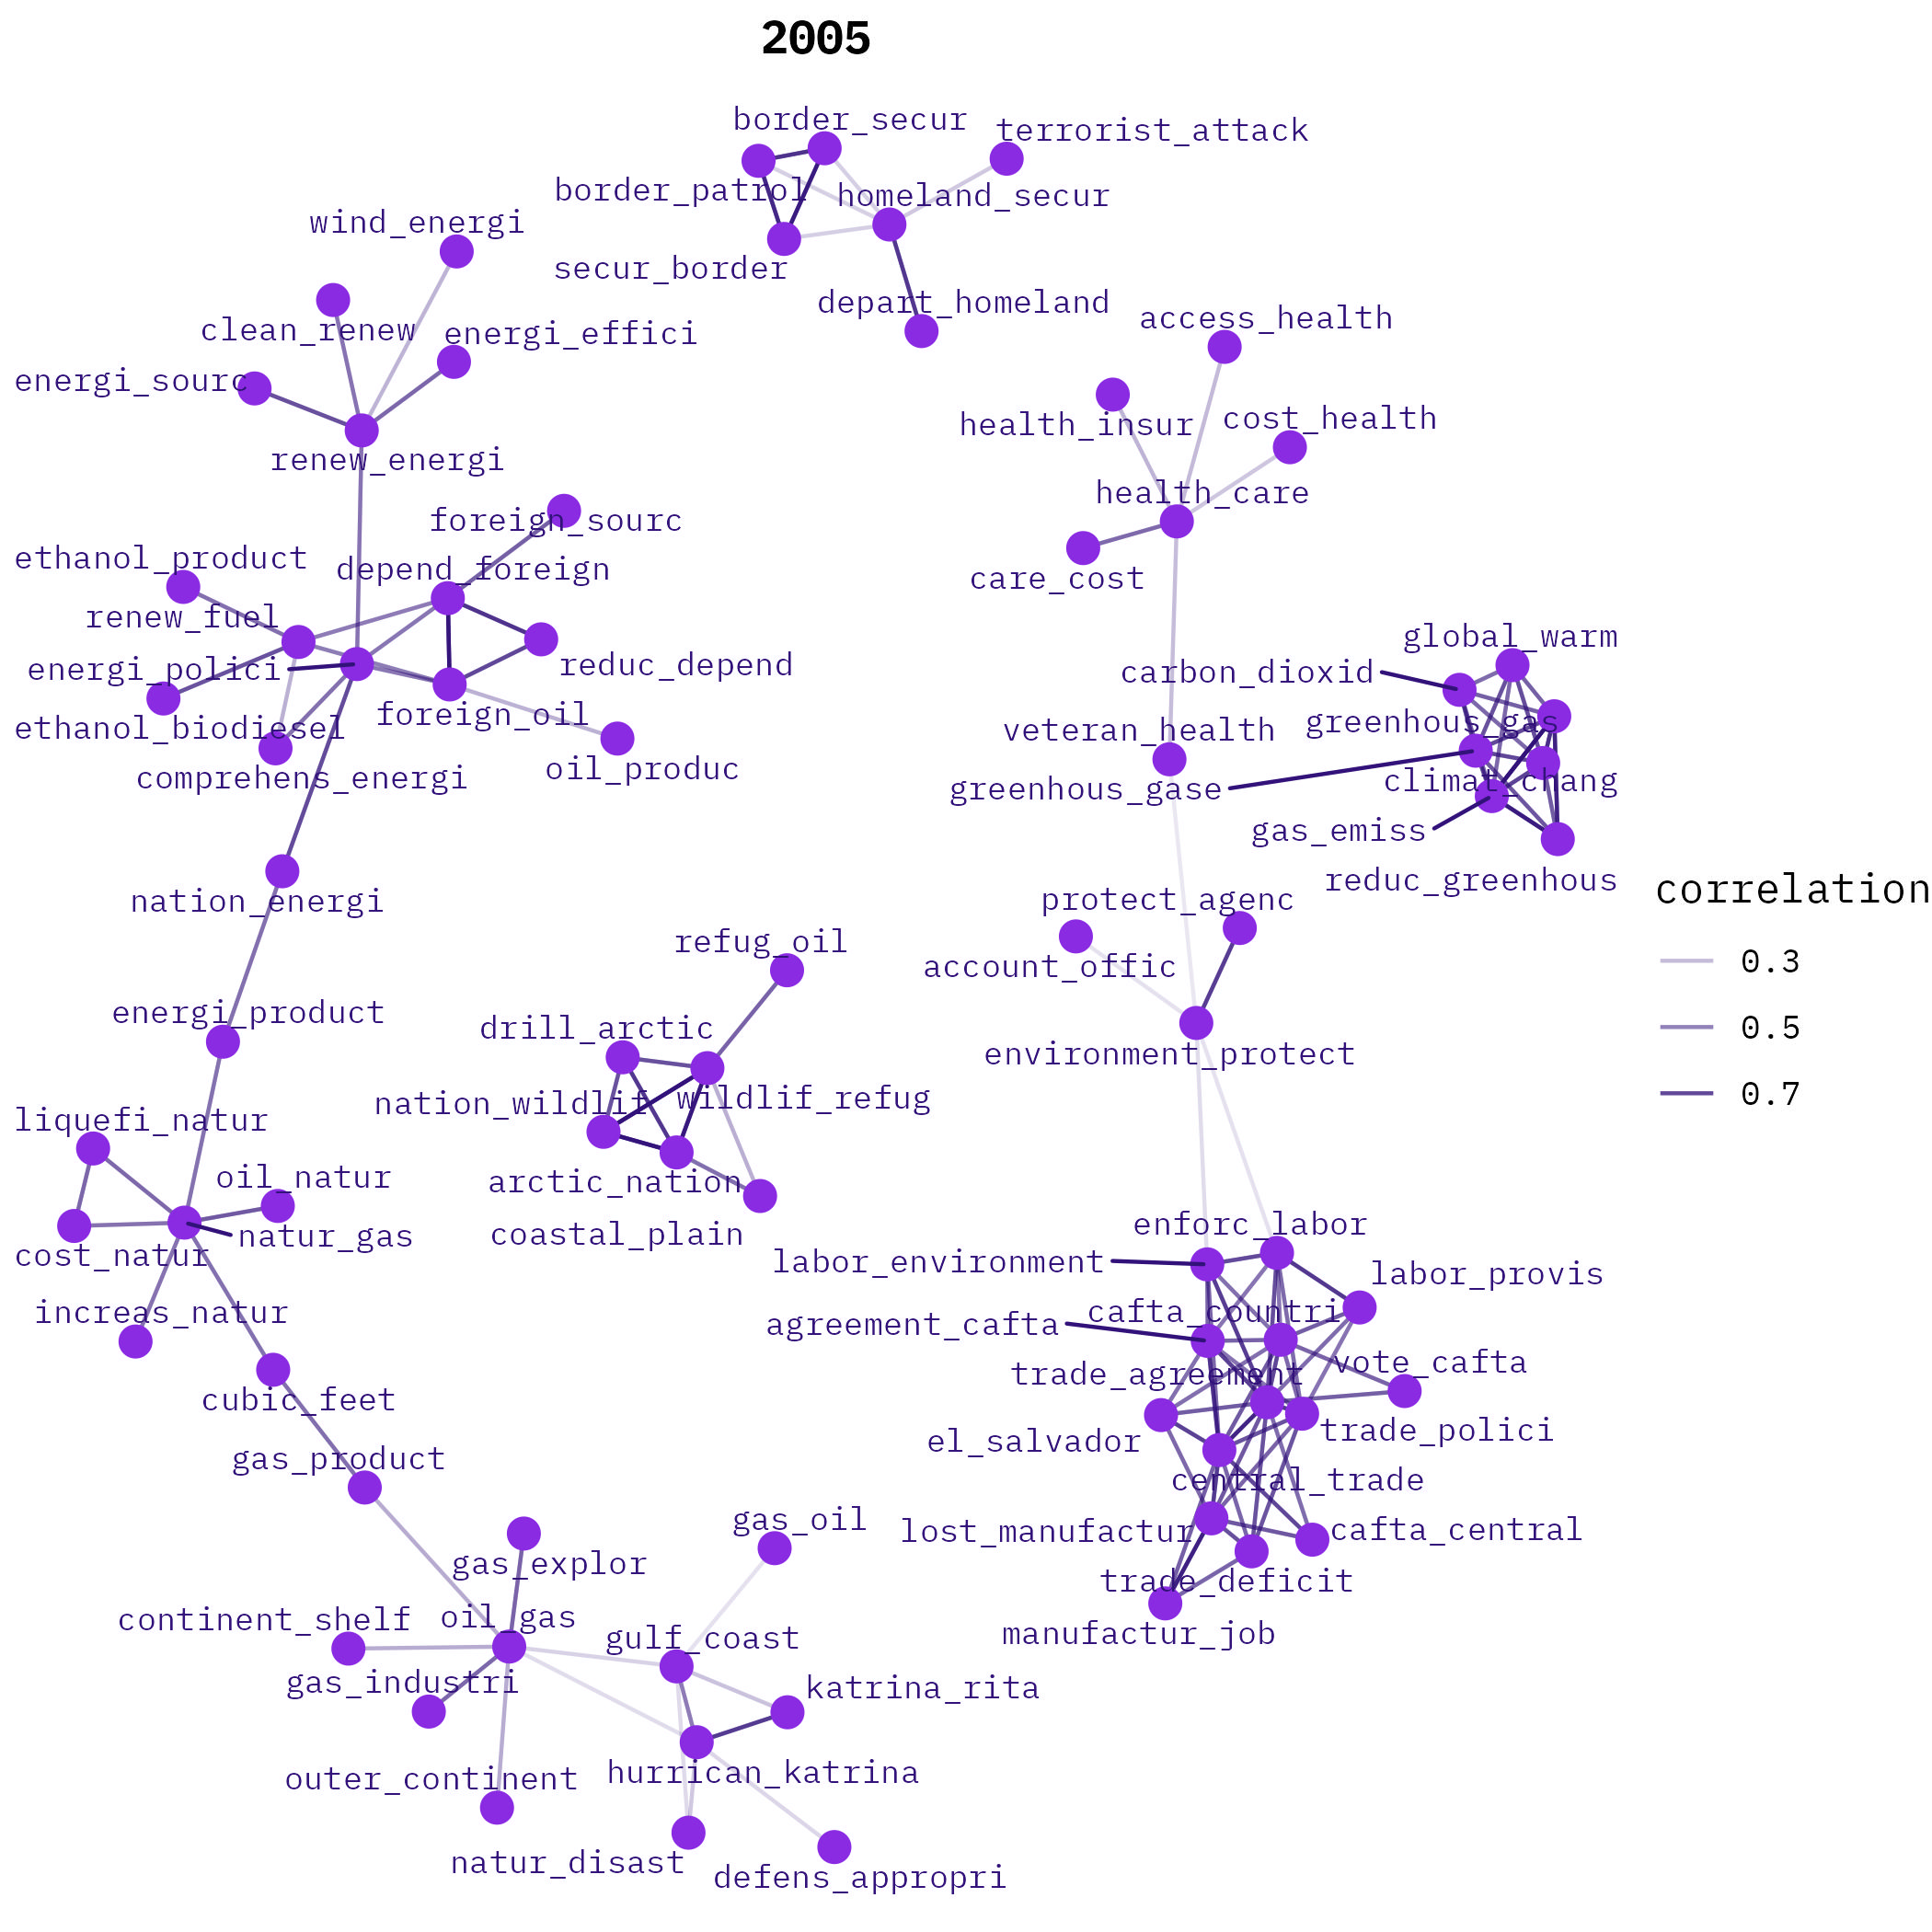 2005
border_secur
terrorist_attack
border_patrol
homeland_secur
wind_energi
secur_border
depart_homeland
access_health
clean_renew
energi_effici
energi_sourc
health_insur
cost_health
renew_energi
health_care
foreign_sourc
ethanol_product
depend_foreign
care_cost
renew_fuel
global_warm
energi_polici
reduc_depend
carbon_dioxid
foreign_oil
greenhous_gas
ethanol_biodiesel
veteran_health
comprehens_energi
oil_produc
greenhous_gase
climat_chang
gas_emiss
reduc_greenhous
nation_energi
protect_agenc
refug_oil
account_offic
energi_product
drill_arctic
environment_protect
nation_wildlif
wildlif_refug
liquefi_natur
oil_natur
arctic_nation
natur_gas
coastal_plain
enforc_labor
cost_natur
labor_environment
labor_provis
increas_natur
agreement_cafta
cafta_countri
trade_agreement
vote_cafta
cubic_feet
el_salvador
trade_polici
gas_product
central_trade
gas_oil
lost_manufactur
cafta_central
gas_explor
trade_deficit
continent_shelf
oil_gas
gulf_coast
manufactur_job
gas_industri
katrina_rita
outer_continent
hurrican_katrina
natur_disast
defens_appropri
correlation
0.3
0.5
0.7